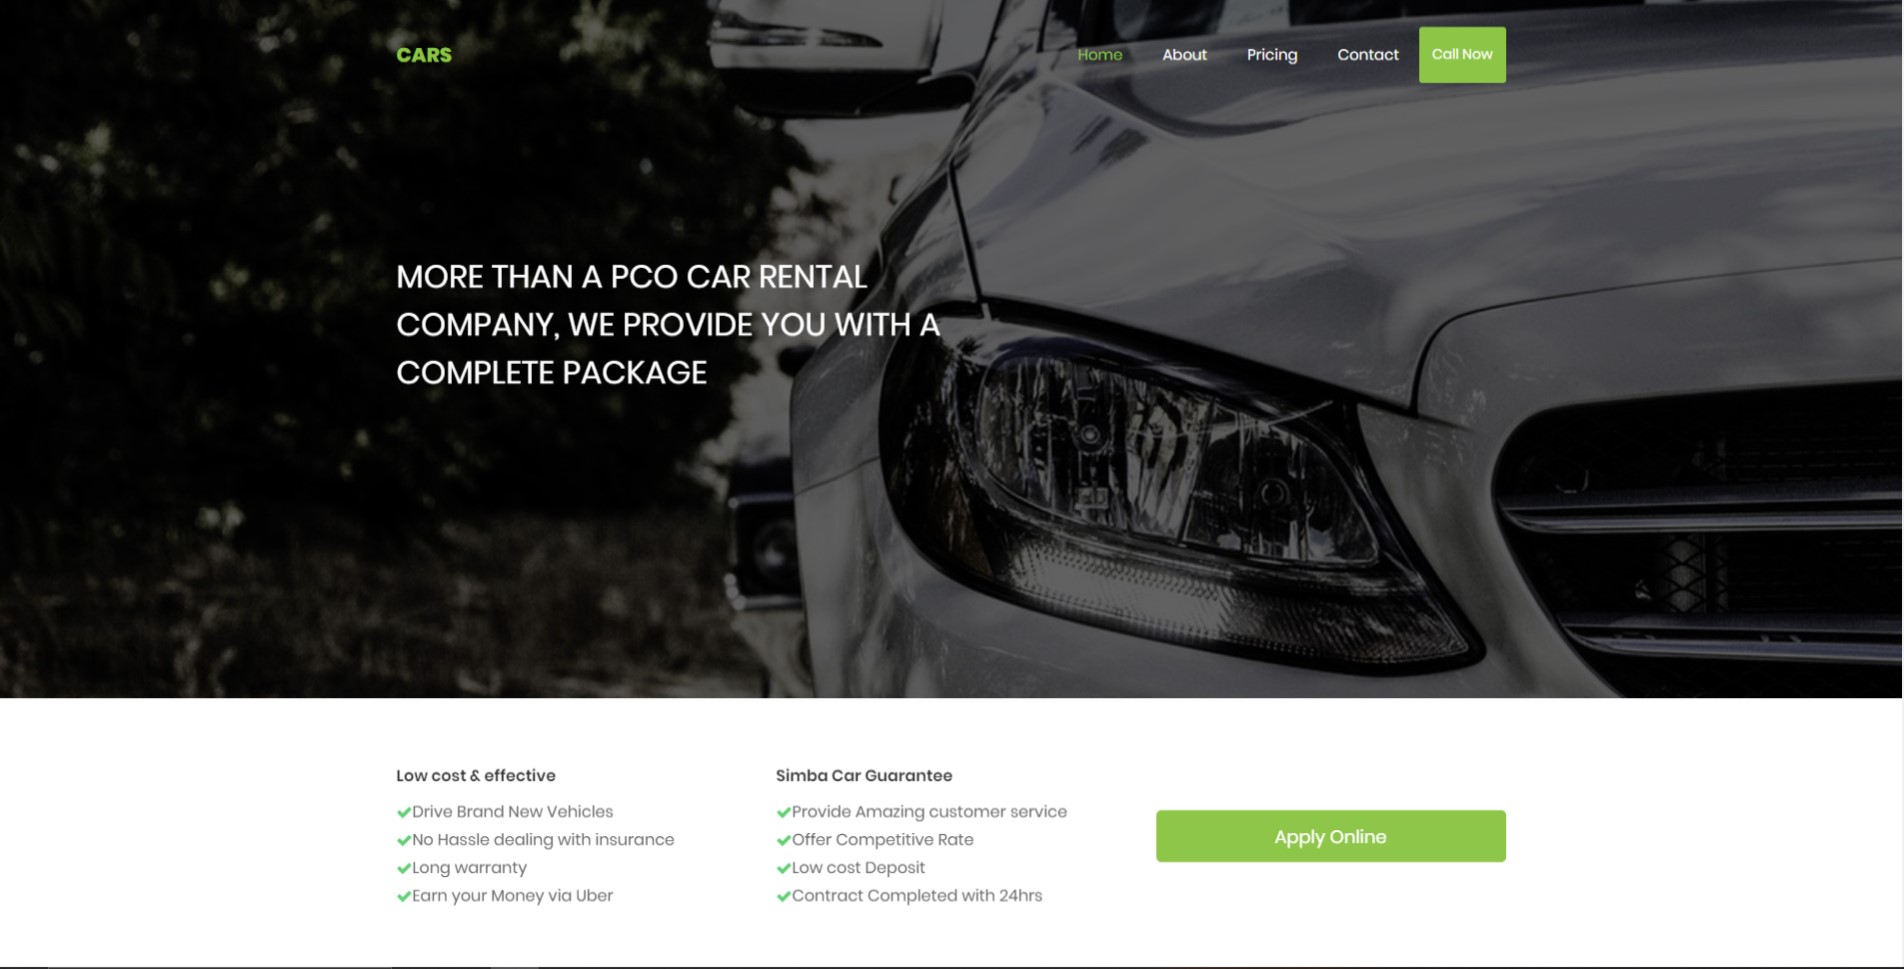 CARS
Home About Pricing Contact Call Now
MORE THAN A PCO CAR RENTAL
COMPANY, WE PROVIDE YOU WITH A
COMPLETE PACKAGE
Low cost & effective
Drive Brand New Vehicles
No Hassle dealing with insurance
Long warranty
Earn your Money via Uber
Simba Car Guarantee
Provide Amazing customer service
Offer Competitive Rate
Low cost Deposit
Contract Completed with 24hrs
Apply Online